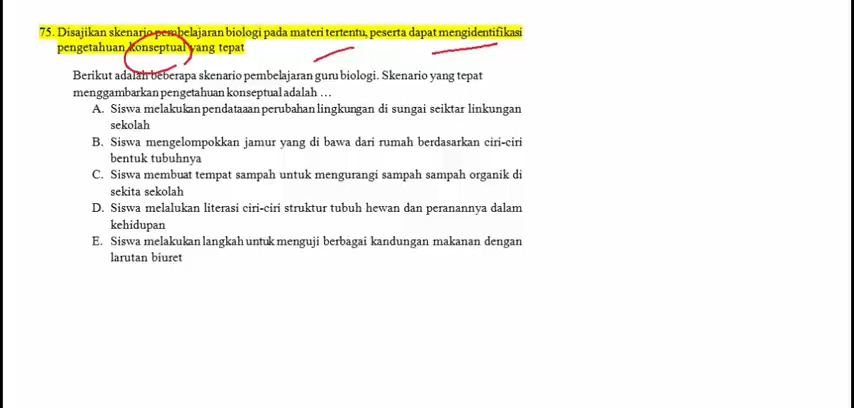 75. Disajikan skenario pembelajaran biologi pada materi tertentu, peserta dapat mengidentifikasi
pengetahuan konseptual yang tepat
Berikut adalah beberapa skenario pembelajaran guru biologi. Skenario yang tepat
menggambarkan pengetahuan konseptual adalah …
A. Siswa melakukan pendataaan perubahan lingkungan di sungai seiktar linkungan
sekolah
B. Siswa mengelompokkan jamur yang di bawa dari rumah berdasarkan ciri-ciri
bentuk tubuhnya
C. Siswa membuat tempat sampah untuk mengurangi sampah sampah organik di
sekita sekolah
D. Siswa melalukan literasi ciri-ciri struktur tubuh hewan dan peranannya dalam
kehidupan
E. Siswa melakukan langkah untuk menguji berbagai kandungan makanan dengan
larutan biuret